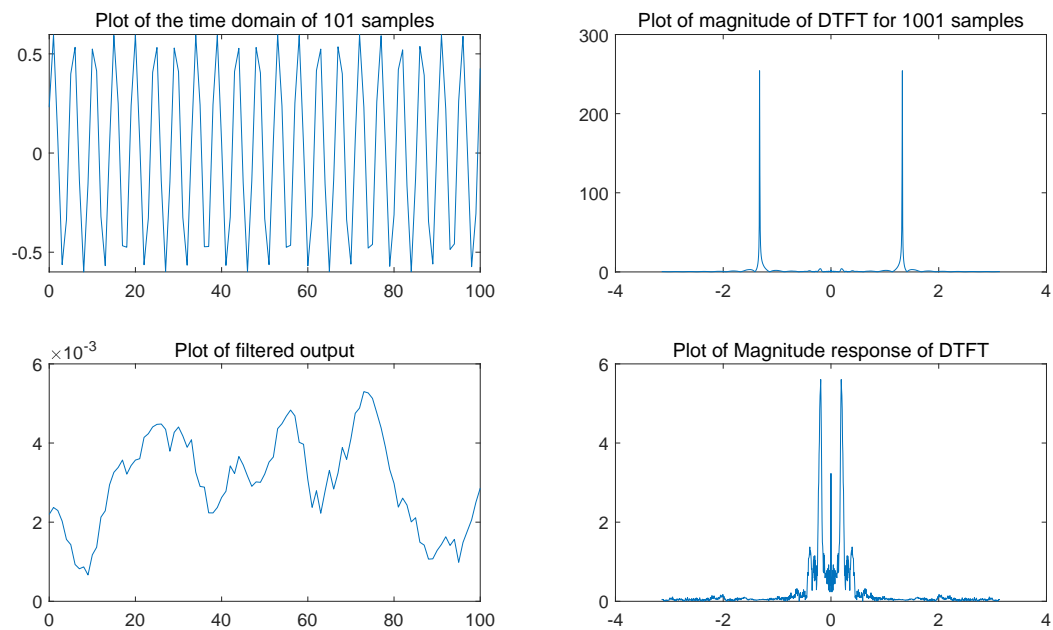 Plot of the time domain of 101 samples
0.5
0
-0.5
0 20 40 60 80 100
Plot of magnitude of DTFT for 1001 samples
300
200
100
0
-4 -2 0 2 4
×10-3
Plot of filtered output
6
4
2
0
0 20 40 60 80 100
Plot of Magnitude response of DTFT
6
4
2
0
-4 -2 0 2 4